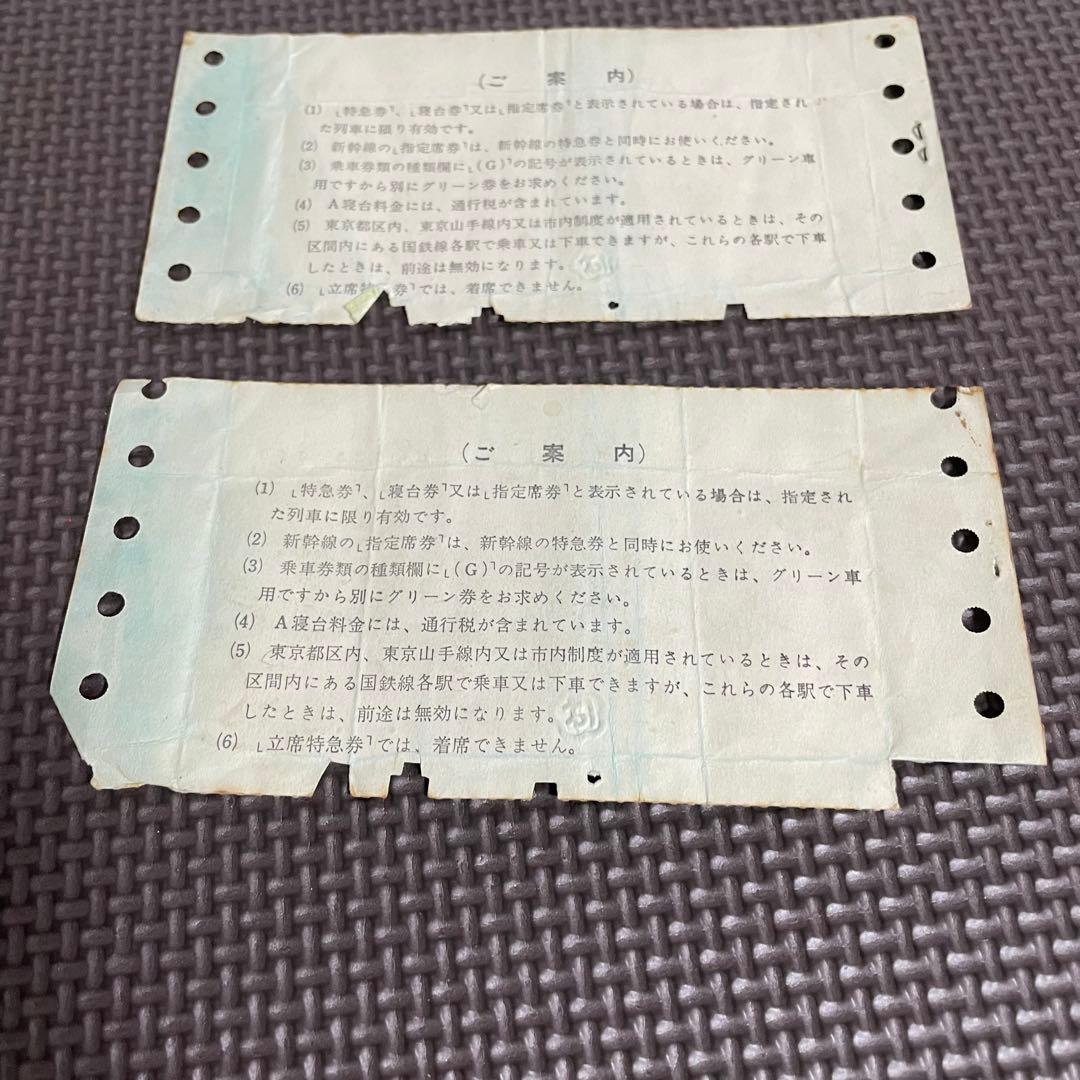 (ご案内)
(1) ｢特急券｣、｢寝台券｣又は｢指定席券｣と表示されている場合は、指定され
た列車に限り有効です。
(2) 新幹線の｢指定席券｣は、新幹線の特急券と同時にお使いください。
(3) 乗車券類の種類欄に｢(G)｣の記号が表示されているときは、グリーン車
用ですから別にグリーン券をお求めください。
(4) A寝台料金には、通行税が含まれています。
(5) 東京都区内、東京山手線内又は市内制度が適用されているときは、その
区間内にある国鉄線各駅で乗車又は下車できますが、これらの各駅で下車
したときは、前途は無効になります。
(6) ｢立席特急券｣では、着席できません。
(ご案内)
(1) ｢特急券｣、｢寝台券｣又は｢指定席券｣と表示されている場合は、指定され
た列車に限り有効です。
(2) 新幹線の｢指定席券｣は、新幹線の特急券と同時にお使いください。
(3) 乗車券類の種類欄に｢(G)｣の記号が表示されているときは、グリーン車
用ですから別にグリーン券をお求めください。
(4) A寝台料金には、通行税が含まれています。
(5) 東京都区内、東京山手線内又は市内制度が適用されているときは、その
区間内にある国鉄線各駅で乗車又は下車できますが、これらの各駅で下車
したときは、前途は無効になります。
(6) ｢立席特急券｣では、着席できません。